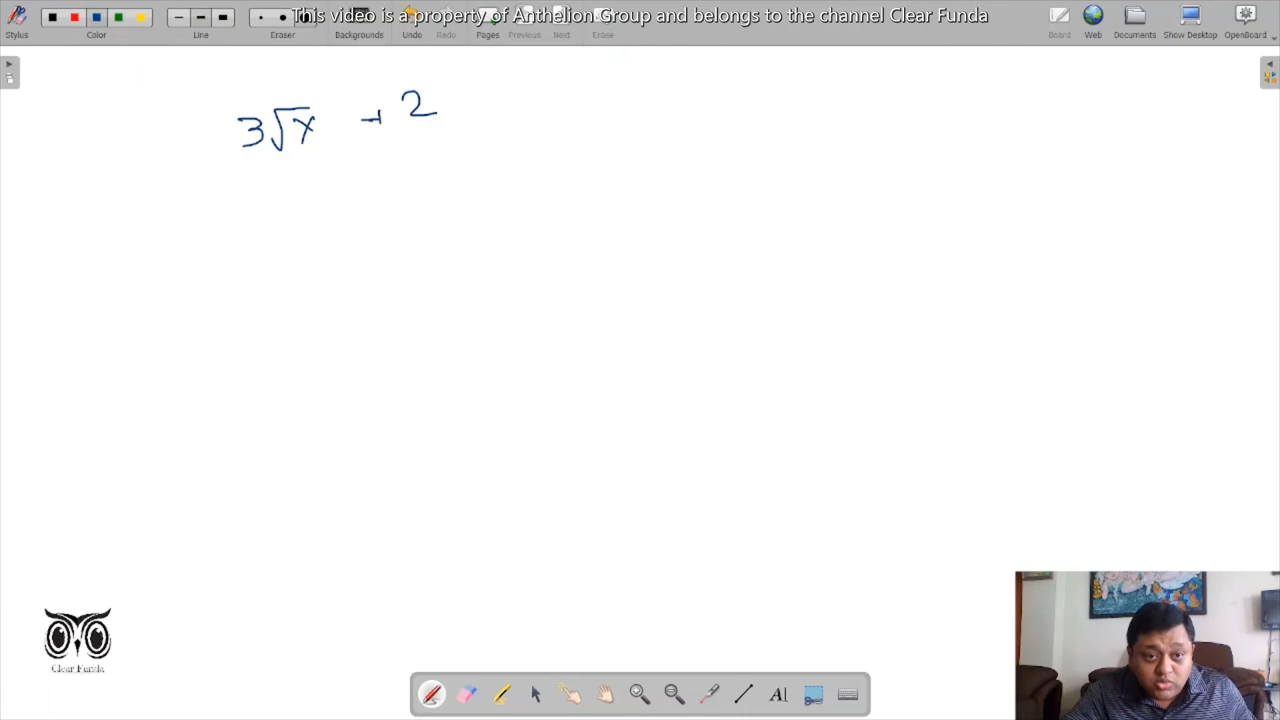 This video is a property of Anthelion Group and belongs to the channel Clear Funda
Stylus Color Line Eraser Backgrounds Undo Redo Pages Previous Next Erase Board Web Documents Show Desktop OpenBoard
3√x + 2
Clear Funda
AI